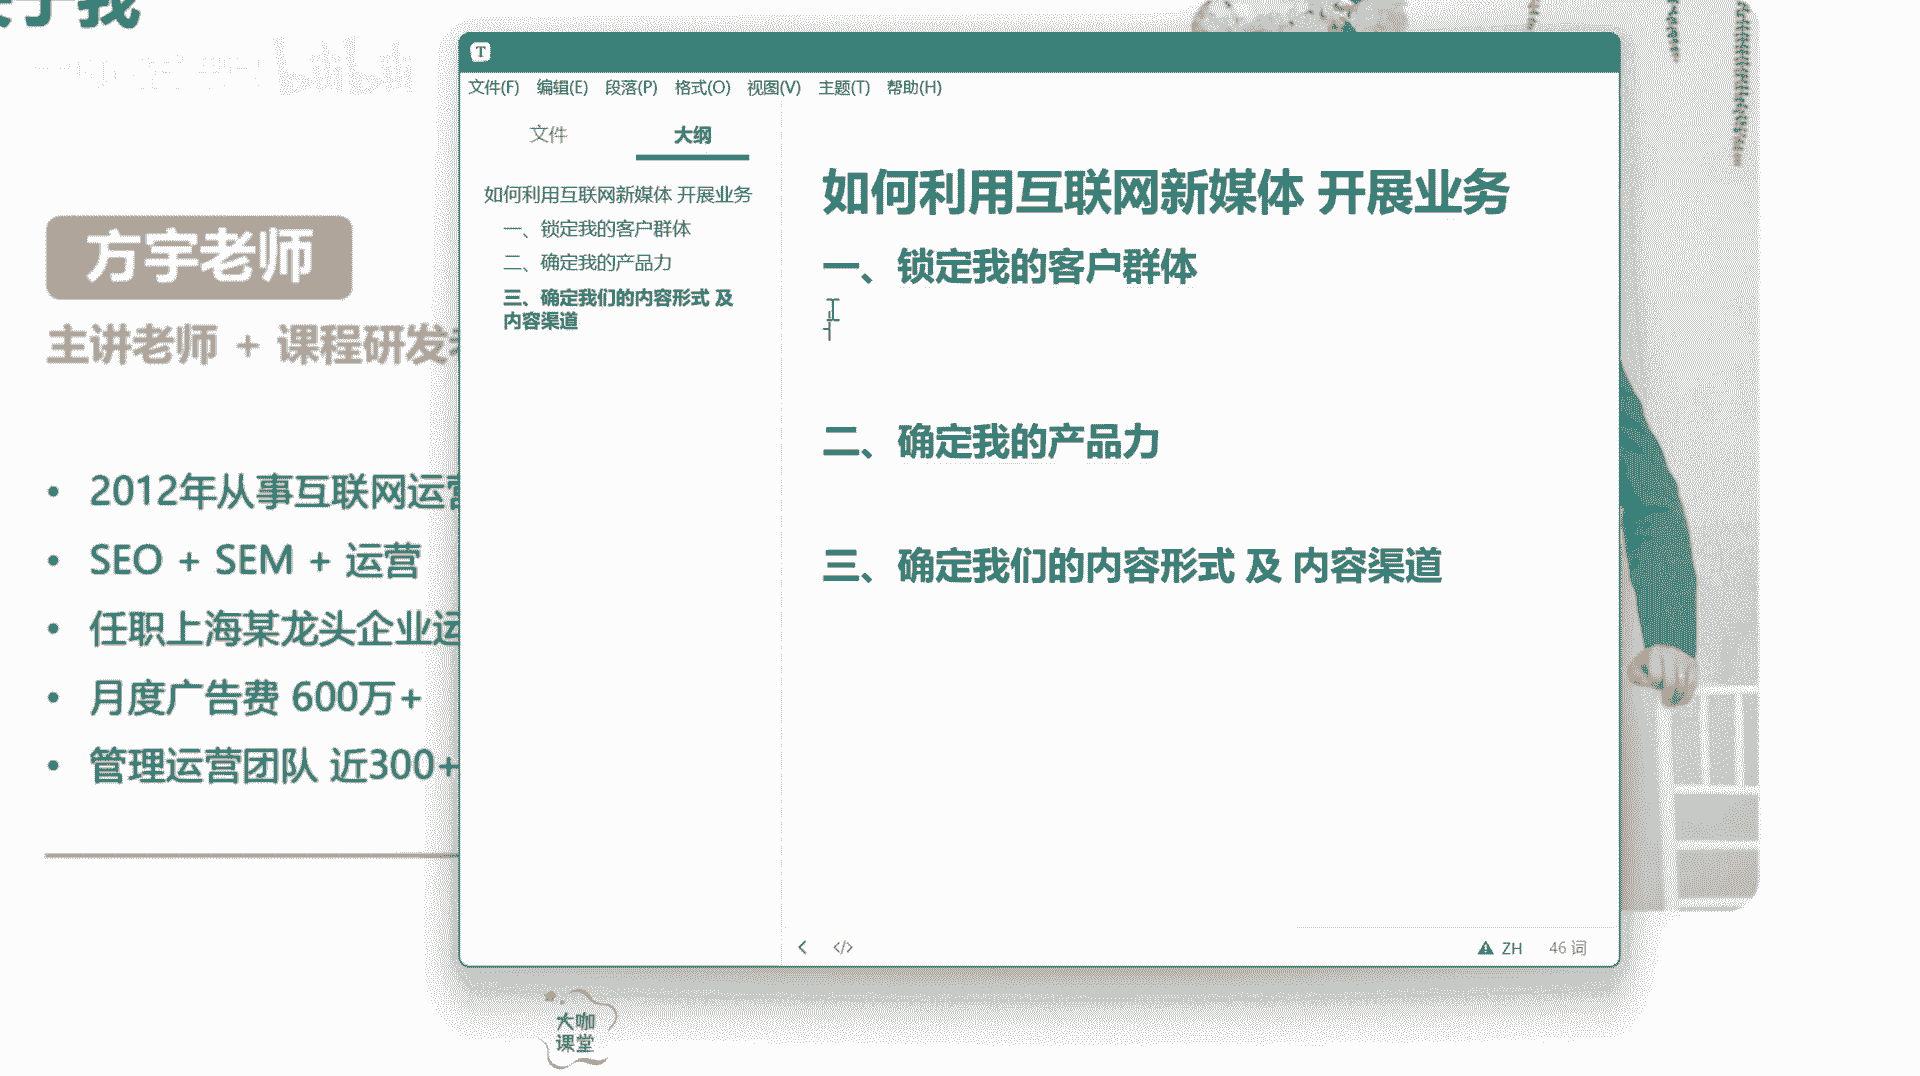 bilibili
方宇老师
主讲老师 + 课程研发
• 2012年从事互联网运营
• SEO + SEM + 运营
• 任职上海某龙头企业运
• 月度广告费 600万+
• 管理运营团队 近300+
T
文件(F) 编辑(E) 段落(P) 格式(O) 视图(V) 主题(T) 帮助(H)
文件 大纲
如何利用互联网新媒体 开展业务
一、锁定我的客户群体
二、确定我的产品力
三、确定我们的内容形式 及
内容渠道
如何利用互联网新媒体 开展业务
一、锁定我的客户群体
二、确定我的产品力
三、确定我们的内容形式 及 内容渠道
</> ZH 46 词
大咖
课堂